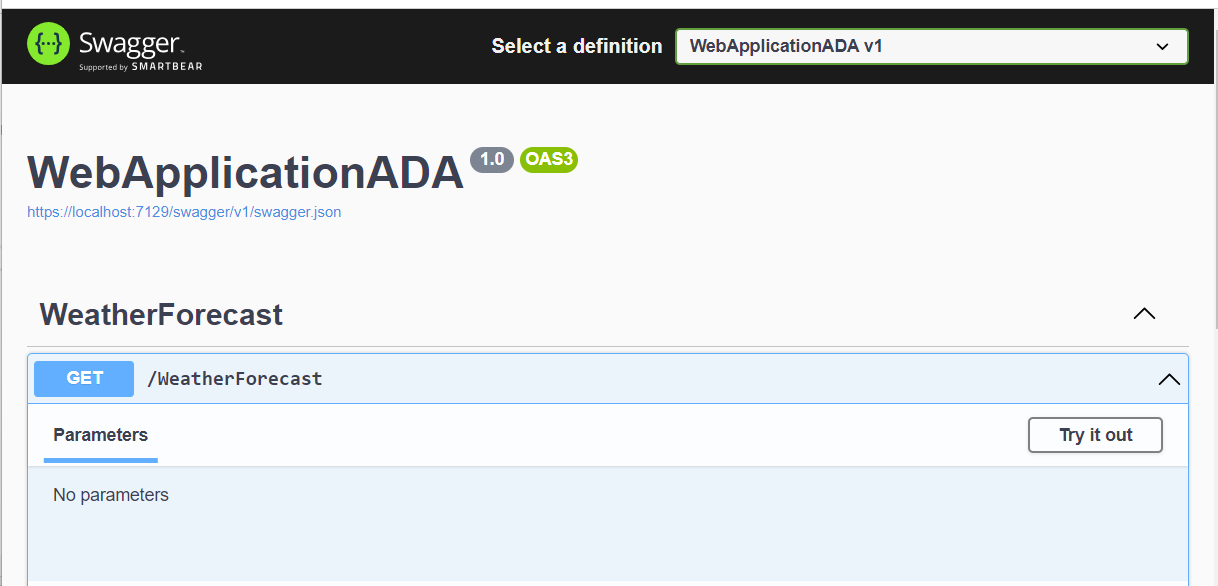 {...} Swagger
Supported by SMARTBEAR
Select a definition
WebApplicationADA v1
WebApplicationADA 1.0 OAS3
https://localhost:7129/swagger/v1/swagger.json
WeatherForecast
GET /WeatherForecast
Parameters
Try it out
No parameters